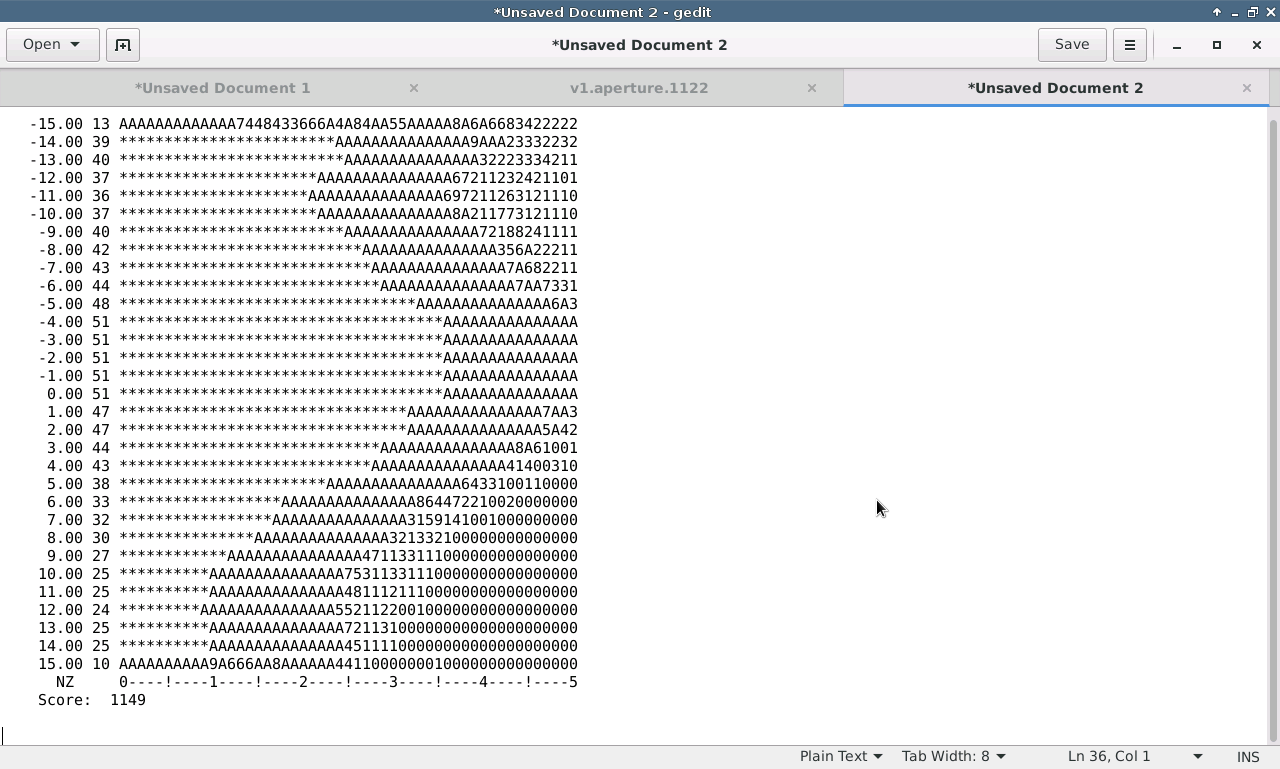 *Unsaved Document 2 - gedit
Open
*Unsaved Document 2
Save
*Unsaved Document 1
v1.aperture.1122
*Unsaved Document 2
-15.00 13 AAAAAAAAAAAAA7448433666A4A84AA55AAAAA8A6A6683422222
-14.00 39 ************************AAAAAAAAAAAAAAA9AAA23332232
-13.00 40 *************************AAAAAAAAAAAAAAA32223334211
-12.00 37 **********************AAAAAAAAAAAAAAA67211232421101
-11.00 36 *********************AAAAAAAAAAAAAAA697211263121110
-10.00 37 **********************AAAAAAAAAAAAAAA8A211773121110
-9.00 40 *************************AAAAAAAAAAAAAAA72188241111
-8.00 42 ***************************AAAAAAAAAAAAAAA356A22211
-7.00 43 ****************************AAAAAAAAAAAAAAA7A682211
-6.00 44 *****************************AAAAAAAAAAAAAAA7AA7331
-5.00 48 *********************************AAAAAAAAAAAAAAA6A3
-4.00 51 ************************************AAAAAAAAAAAAAAA
-3.00 51 ************************************AAAAAAAAAAAAAAA
-2.00 51 ************************************AAAAAAAAAAAAAAA
-1.00 51 ************************************AAAAAAAAAAAAAAA
0.00 51 ************************************AAAAAAAAAAAAAAA
1.00 47 ********************************AAAAAAAAAAAAAAA7AA3
2.00 47 ********************************AAAAAAAAAAAAAAA5A42
3.00 44 *****************************AAAAAAAAAAAAAAA8A61001
4.00 43 ****************************AAAAAAAAAAAAAAA41400310
5.00 38 ***********************AAAAAAAAAAAAAAA6433100110000
6.00 33 ******************AAAAAAAAAAAAAAA864472210020000000
7.00 32 *****************AAAAAAAAAAAAAAA3159141001000000000
8.00 30 ***************AAAAAAAAAAAAAAA321332100000000000000
9.00 27 ************AAAAAAAAAAAAAAA471133111000000000000000
10.00 25 **********AAAAAAAAAAAAAAA75311331110000000000000000
11.00 25 **********AAAAAAAAAAAAAAA48111211100000000000000000
12.00 24 *********AAAAAAAAAAAAAAA552112200100000000000000000
13.00 25 **********AAAAAAAAAAAAAAA72113100000000000000000000
14.00 25 **********AAAAAAAAAAAAAAA45111100000000000000000000
15.00 10 AAAAAAAAAA9A666AA8AAAAAA441100000001000000000000000
NZ 0----!----1----!----2----!----3----!----4----!----5
Score: 1149
Plain Text
Tab Width: 8
Ln 36, Col 1
INS